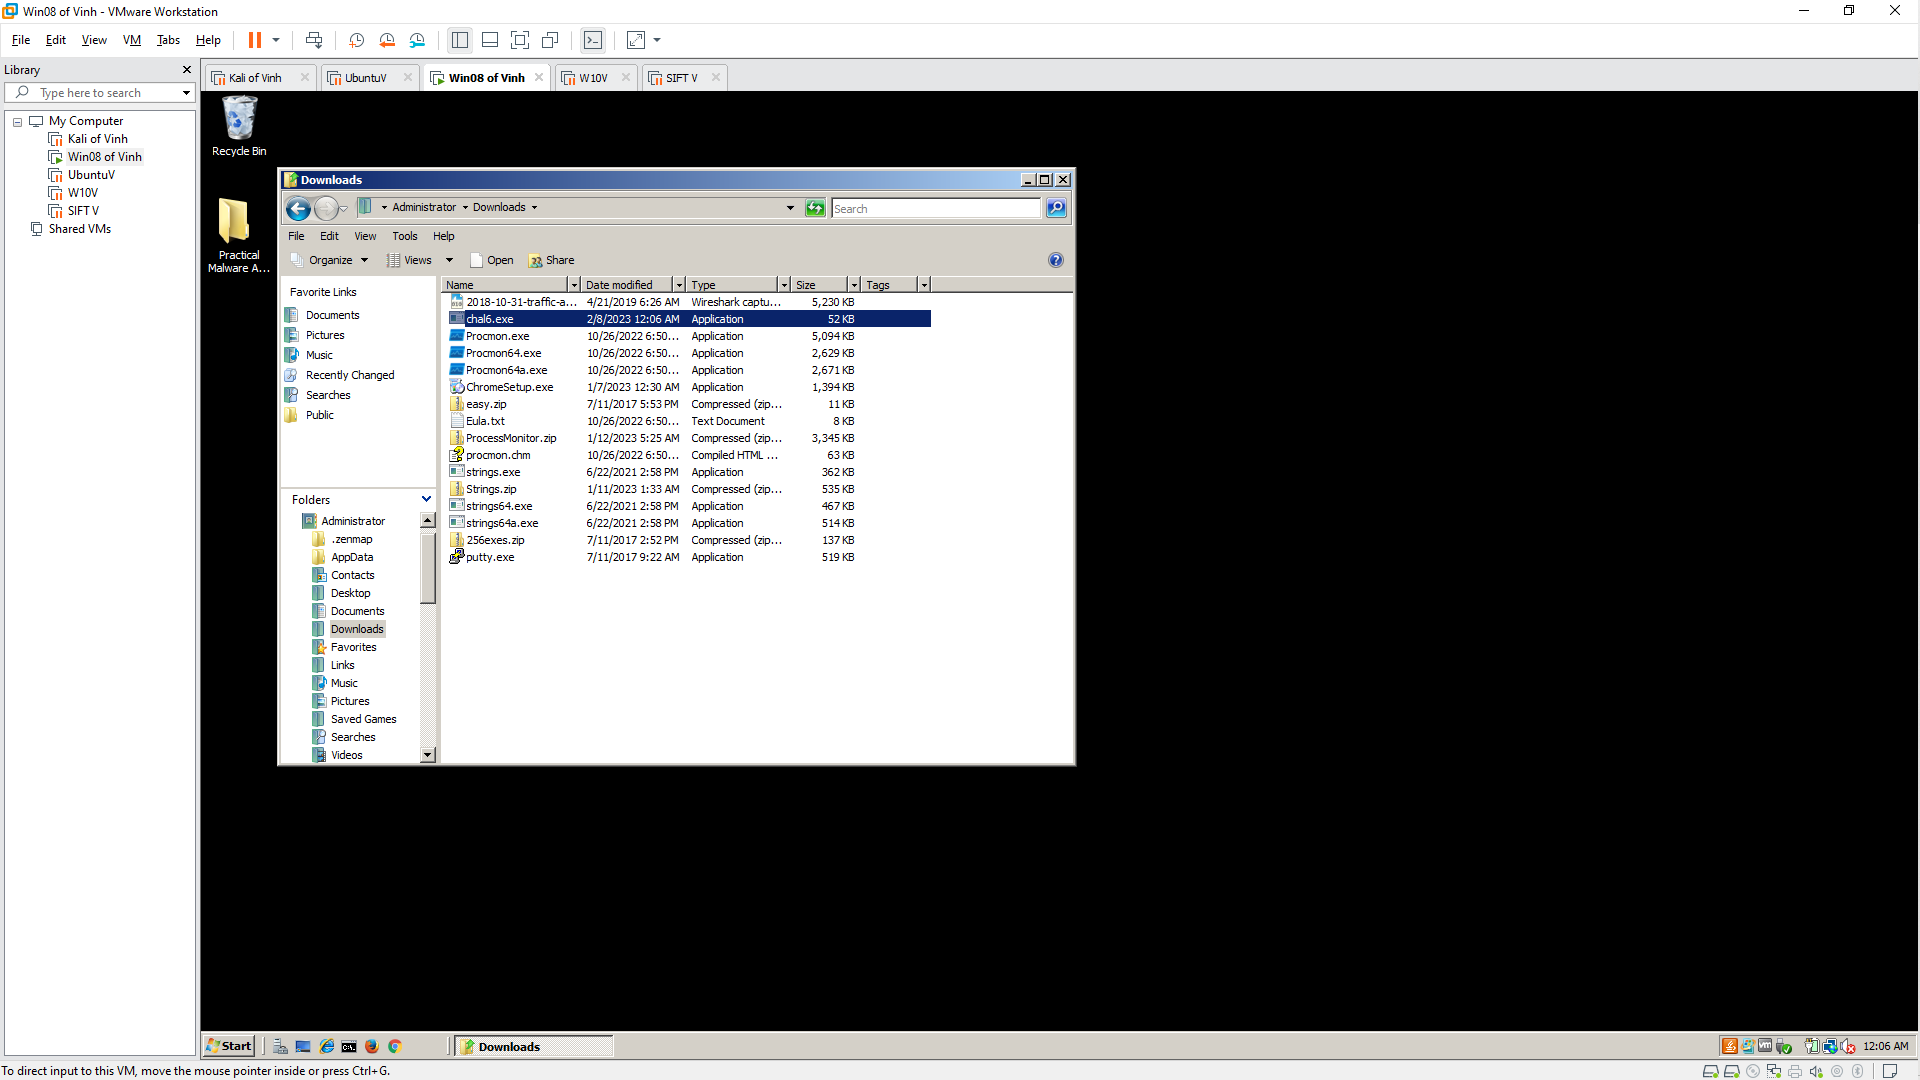 Win08 of Vinh - VMware Workstation
File Edit View VM Tabs Help
Library
Type here to search
My Computer
Kali of Vinh
Win08 of Vinh
UbuntuV
W10V
SIFT V
Shared VMs
Kali of Vinh UbuntuV Win08 of Vinh W10V SIFT V
Recycle Bin
Practical
Malware A...
Downloads
Administrator Downloads Search
File Edit View Tools Help
Organize Views Open Share
Favorite Links
Documents
Pictures
Music
Recently Changed
Searches
Public
Folders
Administrator
.zenmap
AppData
Contacts
Desktop
Documents
Downloads
Favorites
Links
Music
Pictures
Saved Games
Searches
Videos
Name Date modified Type Size Tags
2018-10-31-traffic-a... 4/21/2019 6:26 AM Wireshark captu... 5,230 KB
chal6.exe 2/8/2023 12:06 AM Application 52 KB
Procmon.exe 10/26/2022 6:50... Application 5,094 KB
Procmon64.exe 10/26/2022 6:50... Application 2,629 KB
Procmon64a.exe 10/26/2022 6:50... Application 2,671 KB
ChromeSetup.exe 1/7/2023 12:30 AM Application 1,394 KB
easy.zip 7/11/2017 5:53 PM Compressed (zip... 11 KB
Eula.txt 10/26/2022 6:50... Text Document 8 KB
ProcessMonitor.zip 1/12/2023 5:25 AM Compressed (zip... 3,345 KB
procmon.chm 10/26/2022 6:50... Compiled HTML ... 63 KB
strings.exe 6/22/2021 2:58 PM Application 362 KB
Strings.zip 1/11/2023 1:33 AM Compressed (zip... 535 KB
strings64.exe 6/22/2021 2:58 PM Application 467 KB
strings64a.exe 6/22/2021 2:58 PM Application 514 KB
256exes.zip 7/11/2017 2:52 PM Compressed (zip... 137 KB
putty.exe 7/11/2017 9:22 AM Application 519 KB
Start Downloads 12:06 AM
To direct input to this VM, move the mouse pointer inside or press Ctrl+G.